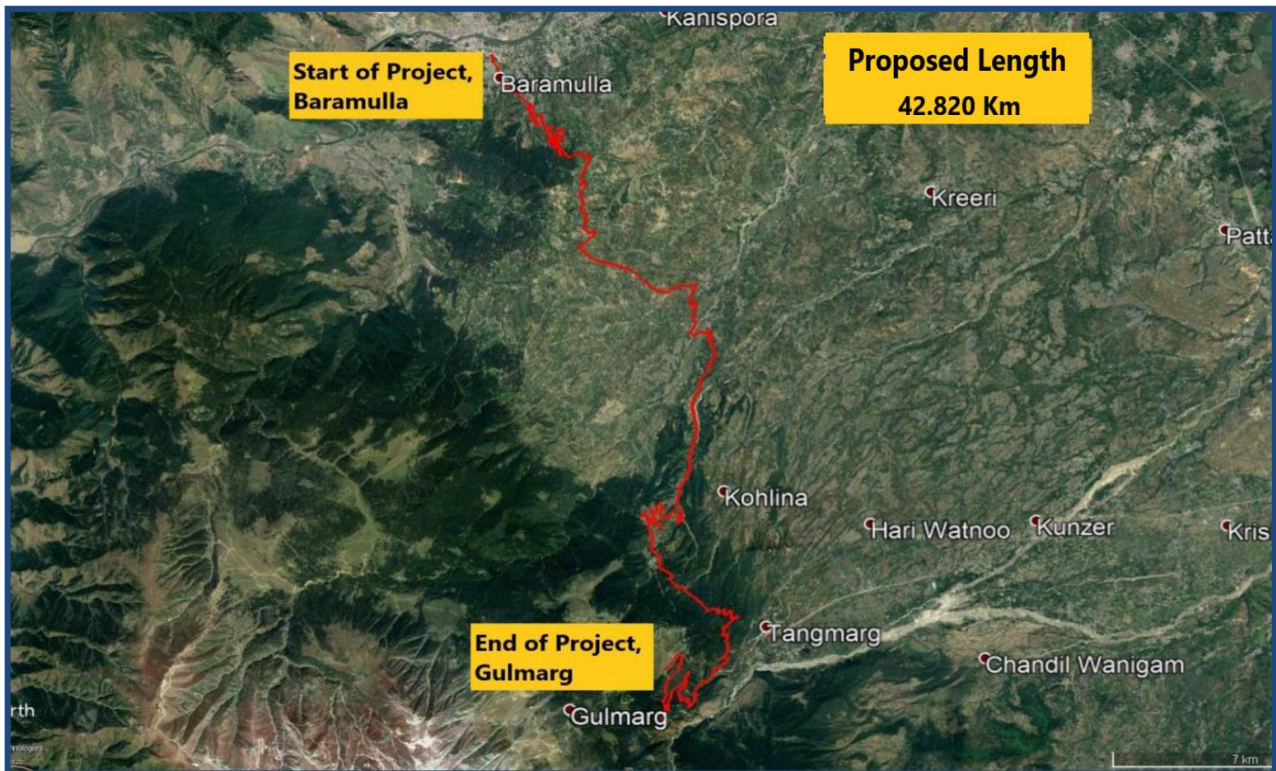 Kanispora
Start of Project,
Baramulla
Baramulla
Proposed Length
42.820 Km
Kreeri
Patta
Kohlina
Hari Watnoo
Kunzer
Kris
Tangmarg
End of Project,
Gulmarg
Chandil Wanigam
Gulmarg
rth
7 km